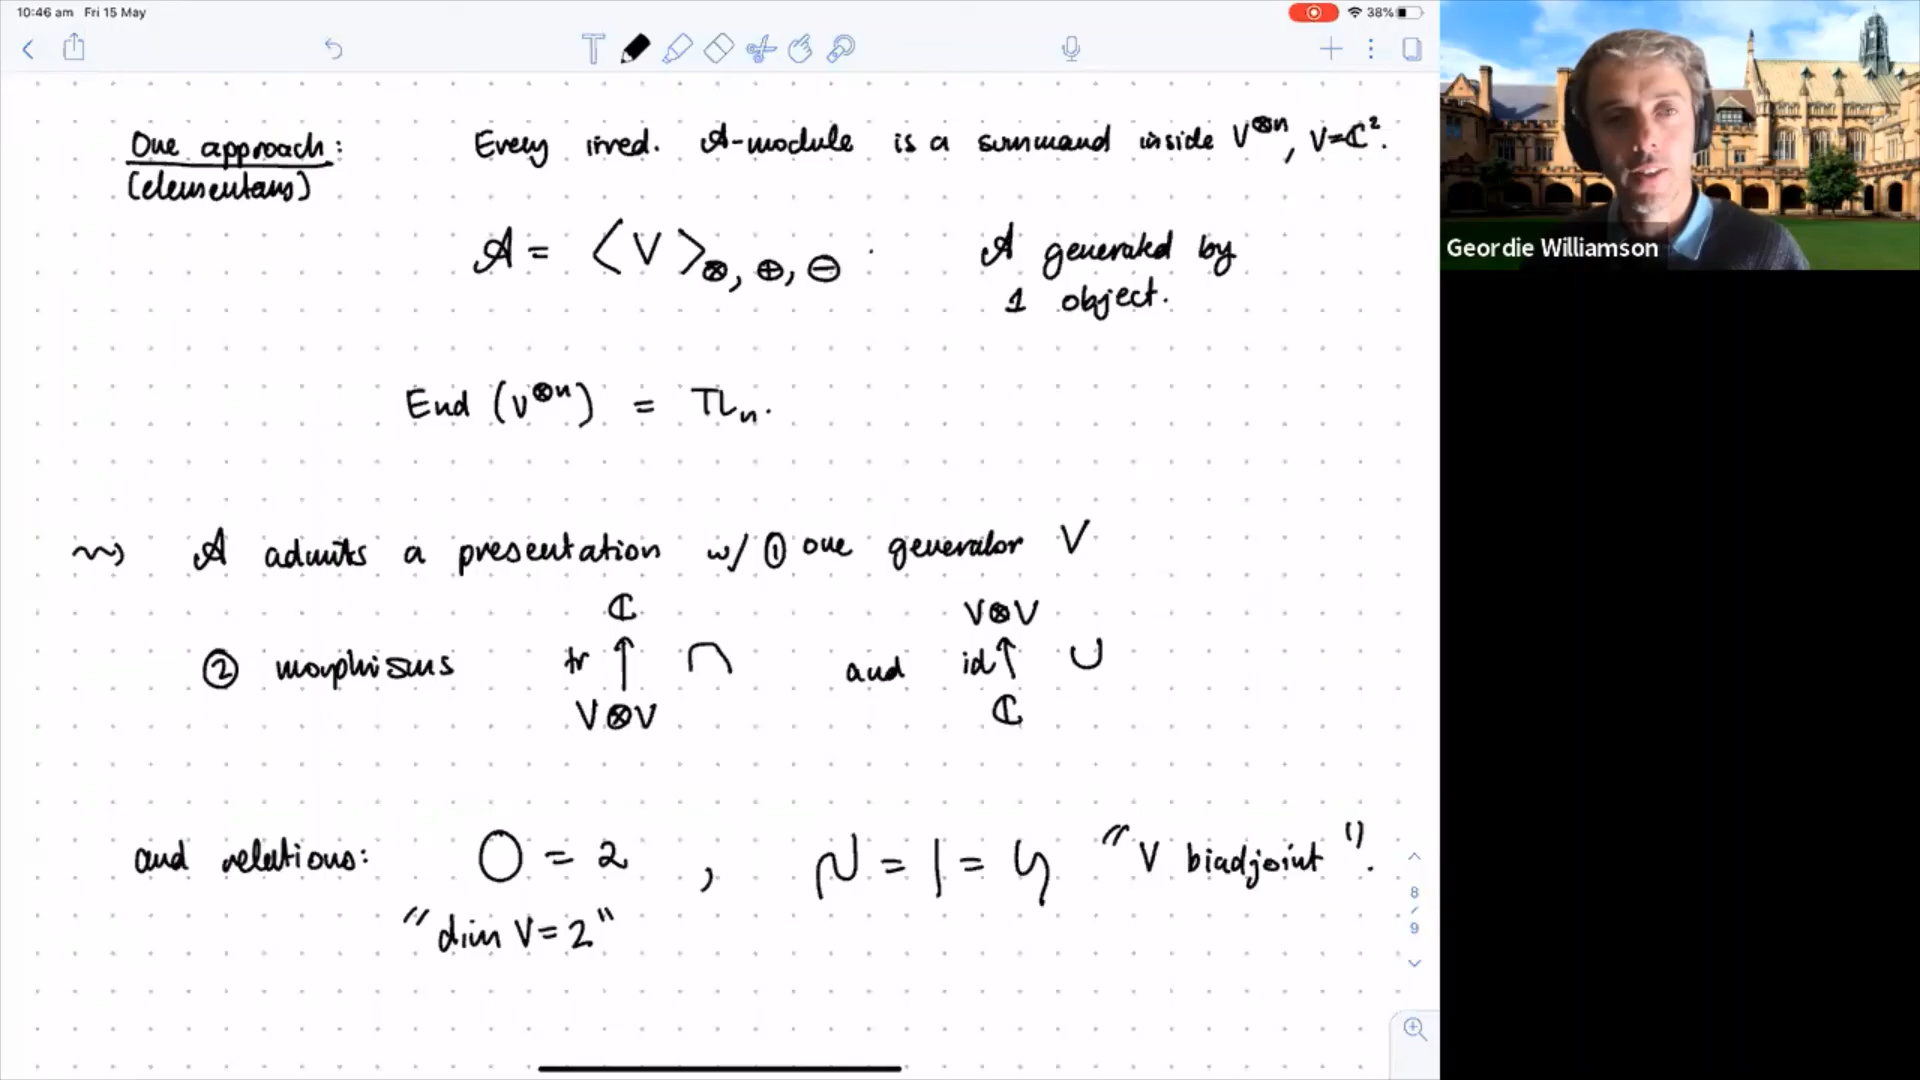 10:46 am Fri 15 May
38%
One approach: Every irred. A-module is a summand inside V^⊗n, V=ℂ².
(elementary)
A = ⟨V⟩⊗, ⊕, ⊖ . A generated by
1 object.
End (V^⊗n) = TLₙ.
⇝ A admits a presentation w/ ① one generator V
ℂ V⊗V
② morphisms tr ↑ ∩ and id ↑ ∪
V⊗V ℂ
and relations: O = 2 , = | = "V biadjoint".
"dim V = 2"
8
/
9
Geordie Williamson